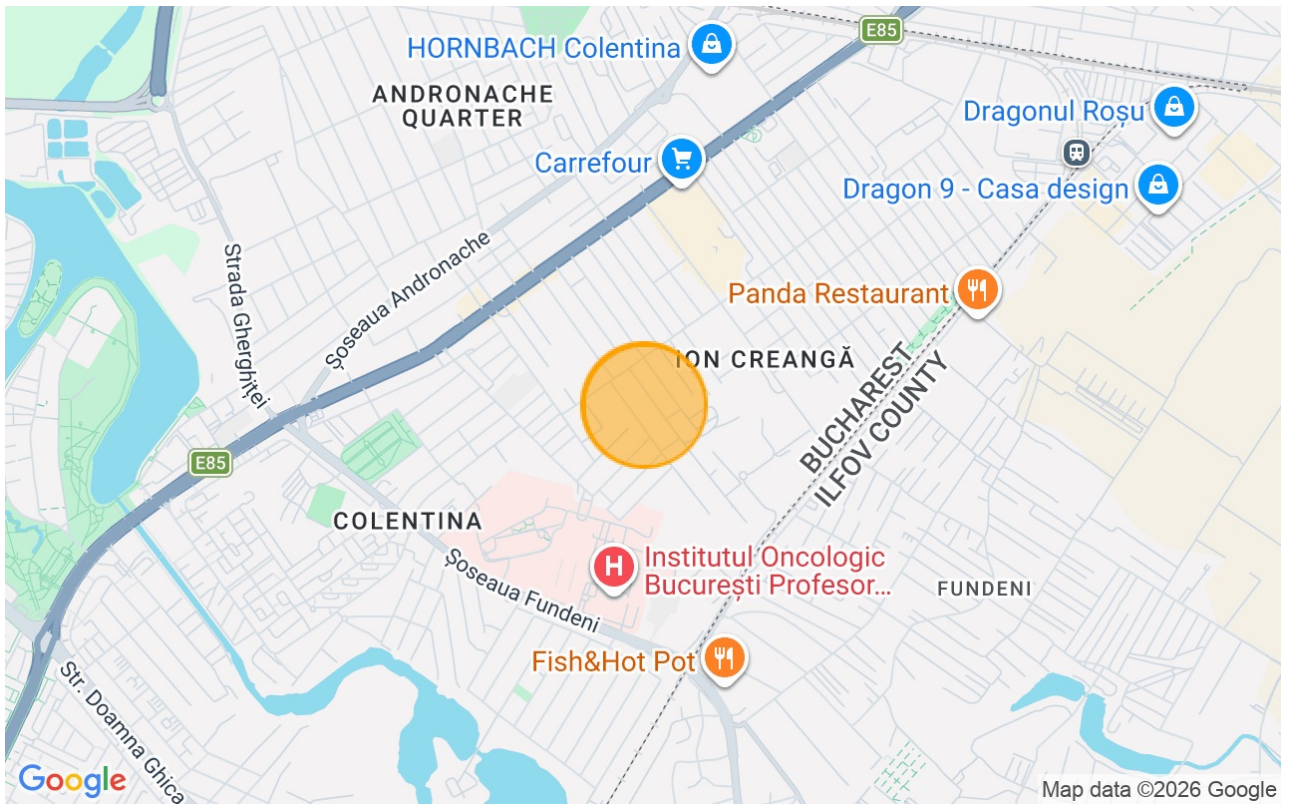 E85
HORNBACH Colentina
ANDRONACHE
QUARTER
Dragonul Roșu
Carrefour
Dragon 9 - Casa design
Strada Gherghiței
Șoseaua Andronache
Panda Restaurant
ION CREANGĂ
BUCHAREST
ILFOV COUNTY
E85
COLENTINA
Șoseaua Fundeni
H
Institutul Oncologic
București Profesor...
FUNDENI
Fish&Hot Pot
Str. Doamna Ghica
Google
Map data ©2026 Google